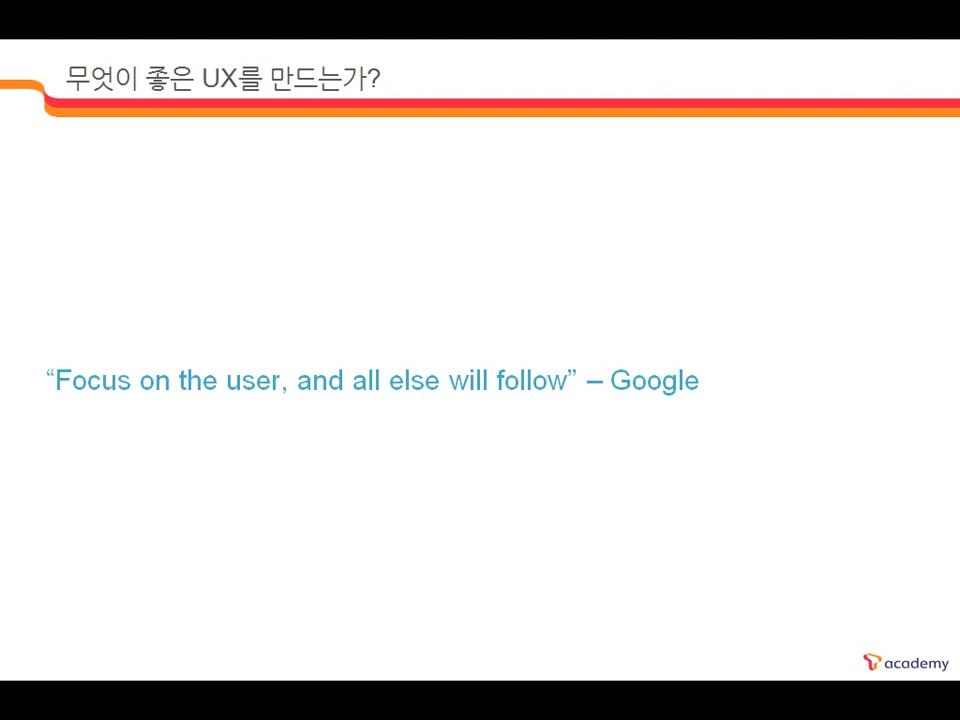 무엇이 좋은 UX를 만드는가?
“Focus on the user, and all else will follow” – Google
academy